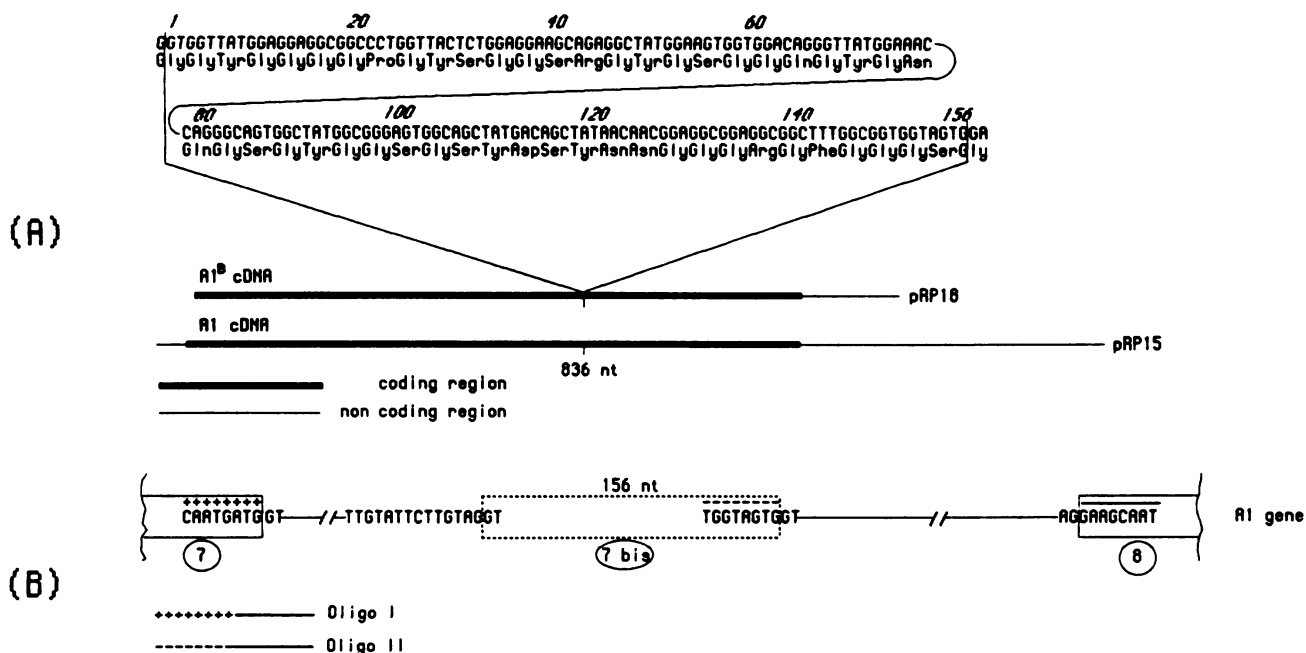 1 20 40 60
GGTGGTTATGGAGGAGGCGGCCCTGGTTACTCTGGAGGAAGCAGAGGCTATGGAAGTGGTGGACAGGGTTATGGAAAC
GlyGlyTyrGlyGlyGlyGlyProGlyTyrSerGlyGlySerArgGlyTyrGlySerGlyGlyGlnGlyTyrGlyAsn
80 100 120 140 156
CAGGGCAGTGGCTATGGCGGGAGTGGCAGCTATGACAGCTATAACAACGGAGGCGGAGGCGGCTTTGGCGGTGGTAGTGGA
GlnGlySerGlyTyrGlyGlySerGlySerTyrAspSerTyrAsnAsnGlyGlyGlyArgGlyPheGlyGlyGlySerGly
(A)
A1ᴮ cDNA
pRP18
A1 cDNA
pRP15
836 nt
coding region
non coding region
156 nt
CAATGATGGT // TTGTATTCTTGTAGGT TGGTAGTGGT // AGGAAGCAAT A1 gene
7 7 bis 8
(B)
++++++++ Oligo I
------ Oligo II